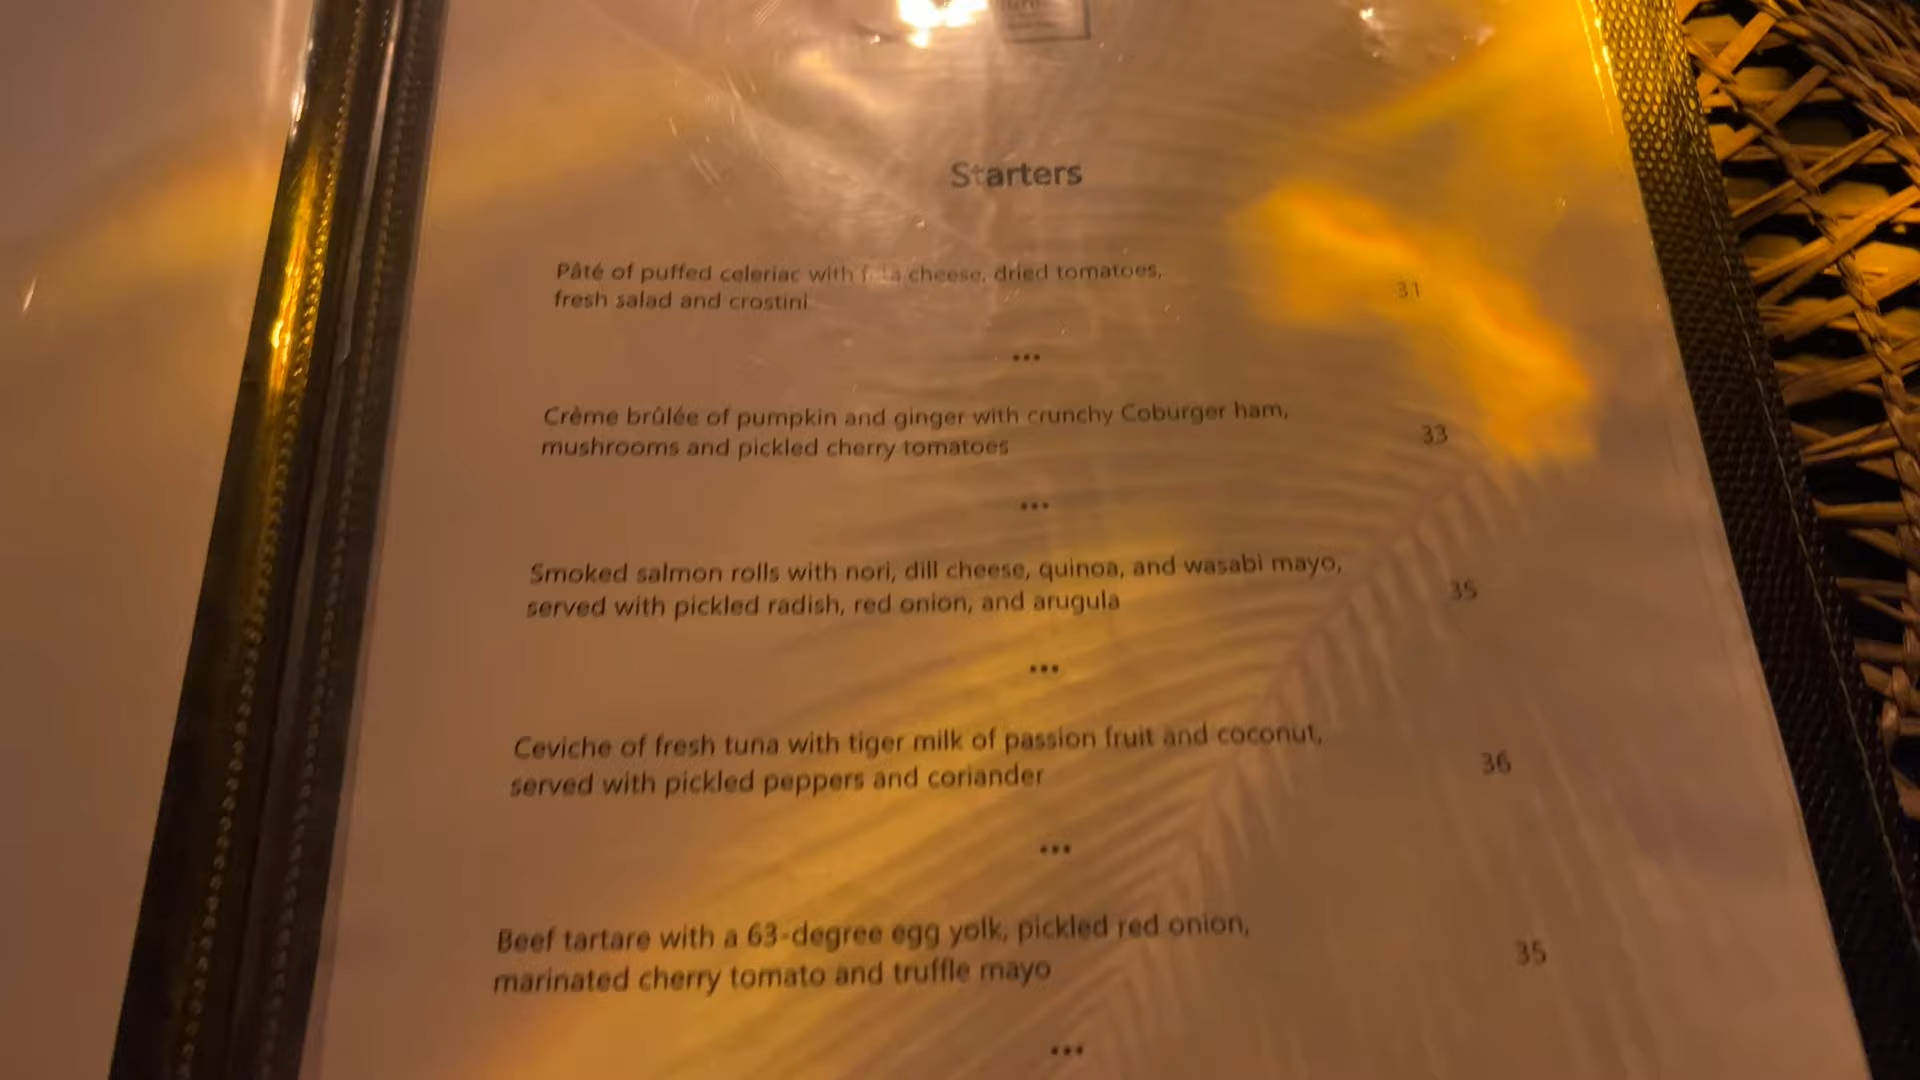 Starters
Pâté of puffed celeriac with cheese, dried tomatoes,
fresh salad and crostini
31
•••
Crème brûlée of pumpkin and ginger with crunchy Coburger ham,
mushrooms and pickled cherry tomatoes
33
•••
Smoked salmon rolls with nori, dill cheese, quinoa, and wasabi mayo,
served with pickled radish, red onion, and arugula
35
•••
Ceviche of fresh tuna with tiger milk of passion fruit and coconut,
served with pickled peppers and coriander
36
•••
Beef tartare with a 63-degree egg yolk, pickled red onion,
marinated cherry tomato and truffle mayo
35
•••